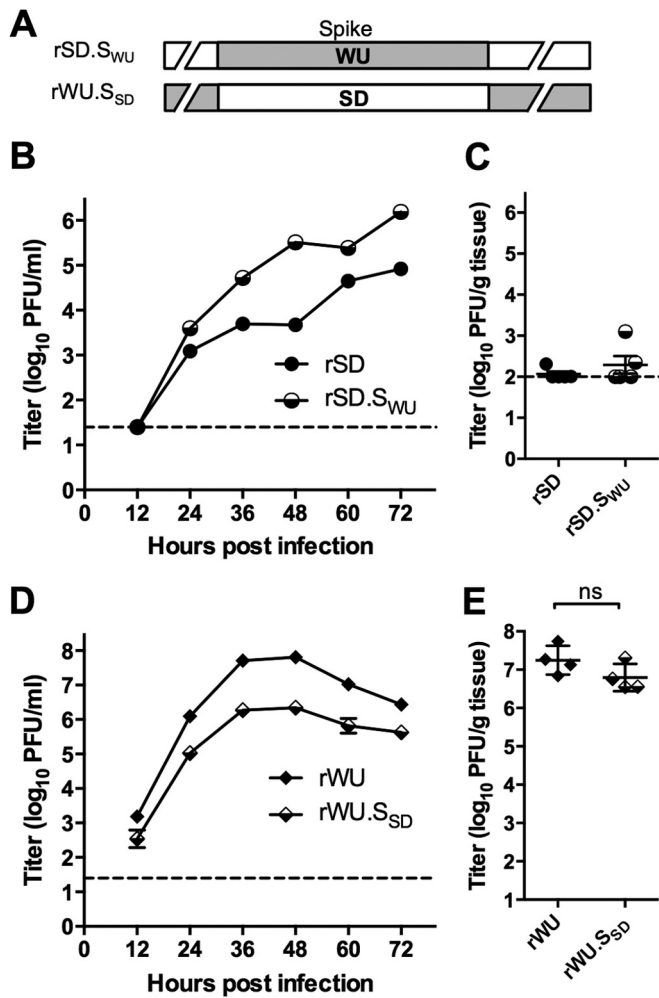 A
Spike
rSD.SWU
WU
rWU.SSD
SD
B
Titer (log10 PFU/ml)
6
5
4
3
2
1
0
rSD
rSD.SWU
0 12 24 36 48 60 72
Hours post infection
C
Titer (log10 PFU/g tissue)
6
5
4
3
2
1
0
rSD
rSD.SWU
D
Titer (log10 PFU/ml)
8
7
6
5
4
3
2
1
0
rWU
rWU.SSD
0 12 24 36 48 60 72
Hours post infection
E
ns
Titer (log10 PFU/g tissue)
8
7
6
5
4
3
2
1
rWU
rWU.SSD